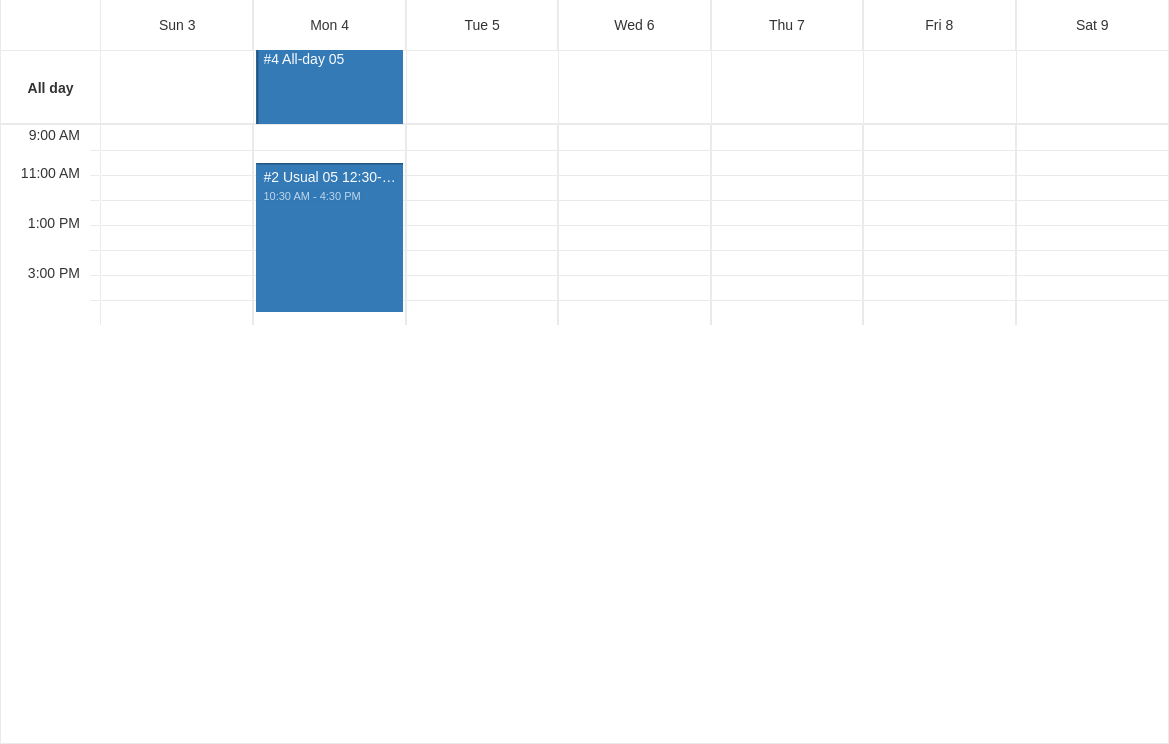 Sun 3
Mon 4
Tue 5
Wed 6
Thu 7
Fri 8
Sat 9
All day
#4 All-day 05
9:00 AM
11:00 AM
1:00 PM
3:00 PM
#2 Usual 05 12:30-…
10:30 AM - 4:30 PM